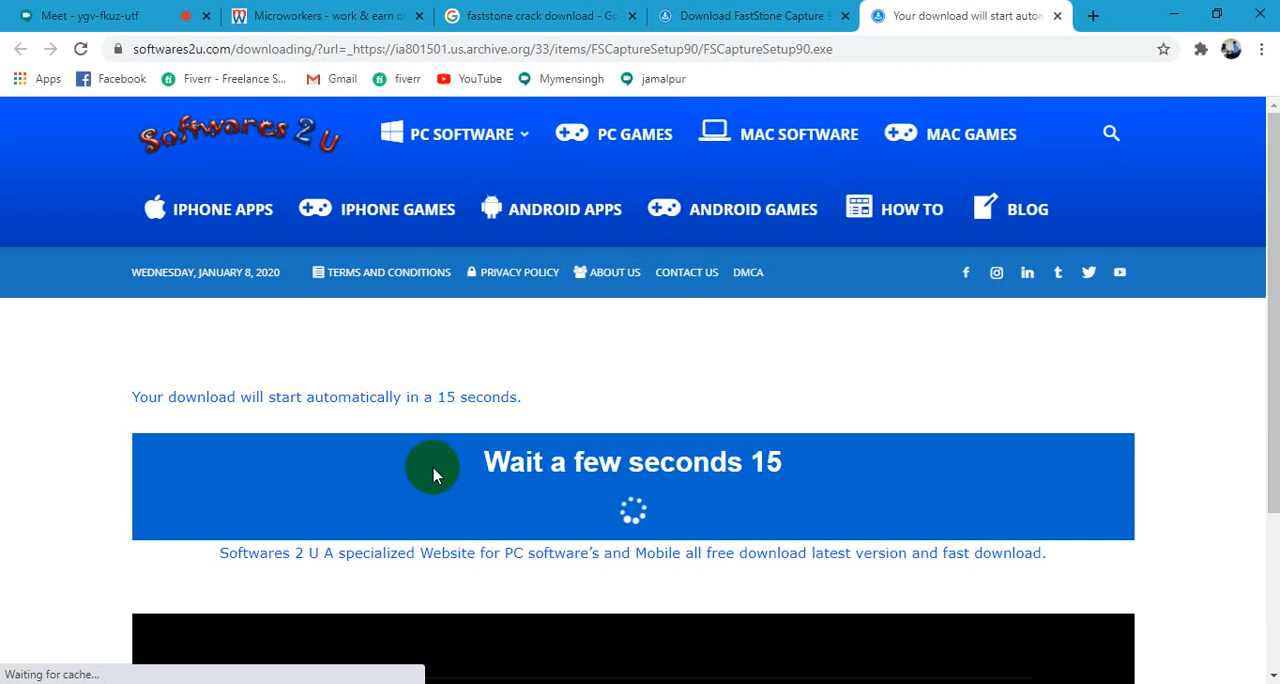 Meet - ygv-fkuz-utf
Microworkers - work & earn o
faststone crack download - Go
Download FastStone Capture 9
Your download will start auton
softwares2u.com/downloading/?url=_https://ia801501.us.archive.org/33/items/FSCaptureSetup90/FSCaptureSetup90.exe
Apps
Facebook
Fiverr - Freelance S...
Gmail
fiverr
YouTube
Mymensingh
jamalpur
Softwares 2 U
PC SOFTWARE
PC GAMES
MAC SOFTWARE
MAC GAMES
IPHONE APPS
IPHONE GAMES
ANDROID APPS
ANDROID GAMES
HOW TO
BLOG
WEDNESDAY, JANUARY 8, 2020
TERMS AND CONDITIONS
PRIVACY POLICY
ABOUT US
CONTACT US
DMCA
Your download will start automatically in a 15 seconds.
Wait a few seconds 15
Softwares 2 U A specialized Website for PC software's and Mobile all free download latest version and fast download.
Waiting for cache...